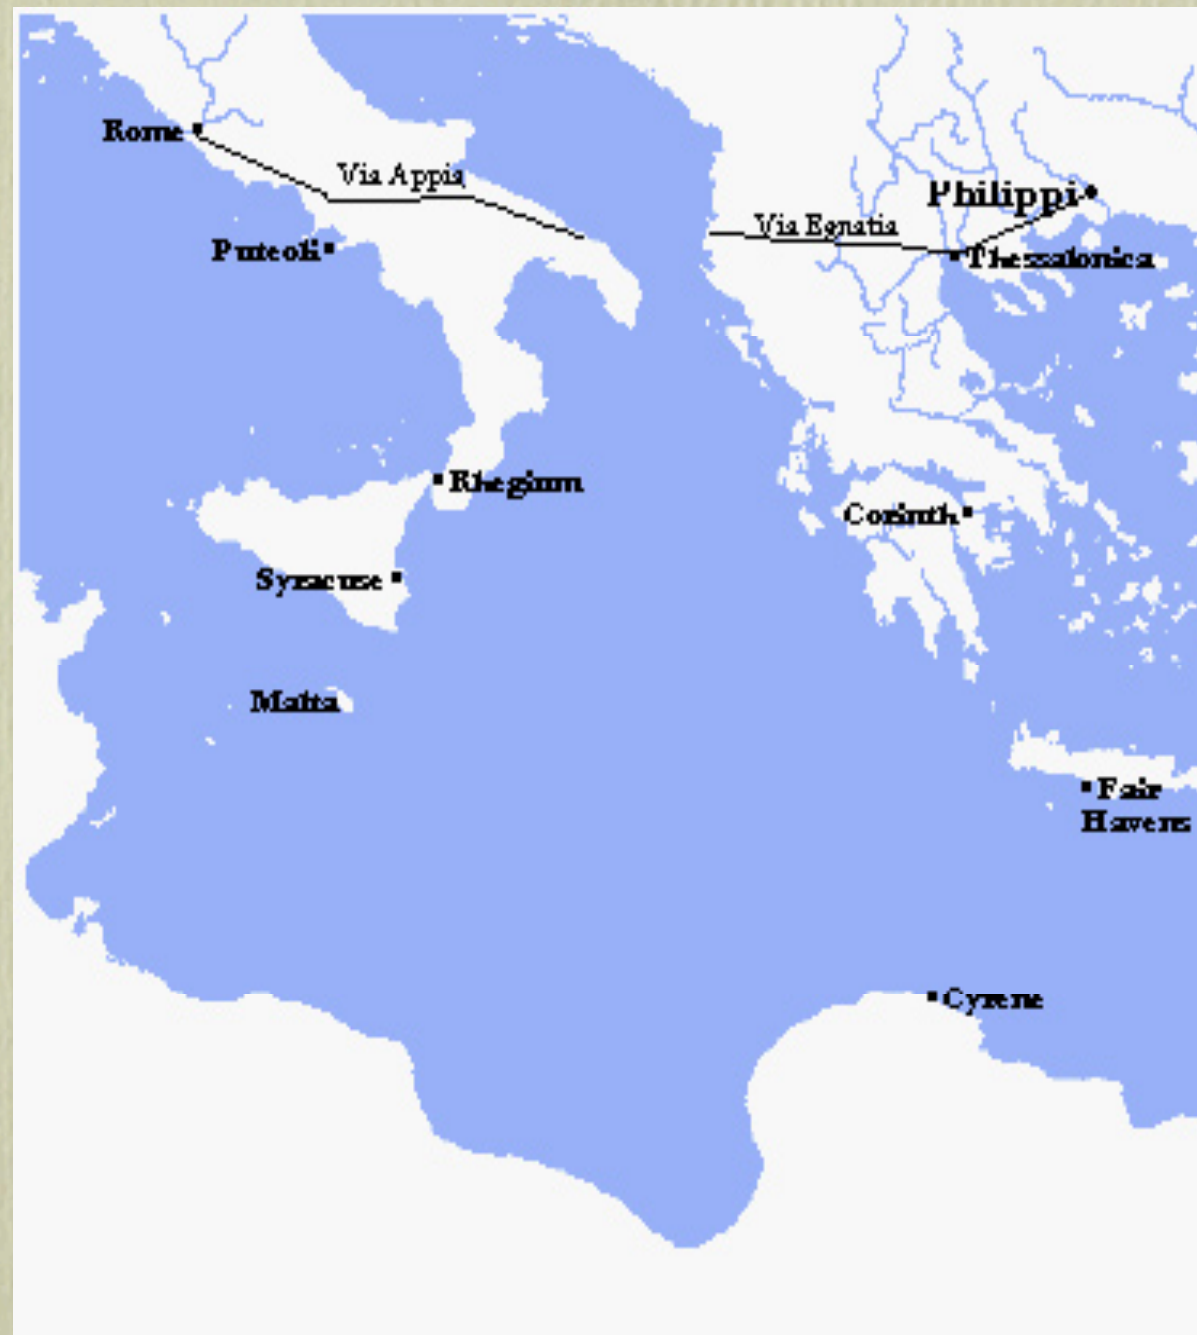 Rome
Via Appia
Philippi
Via Egnatia
Puteoli
Thessalonica
Rhegium
Corinth
Syracuse
Malta
Fair
Havens
Cyrene